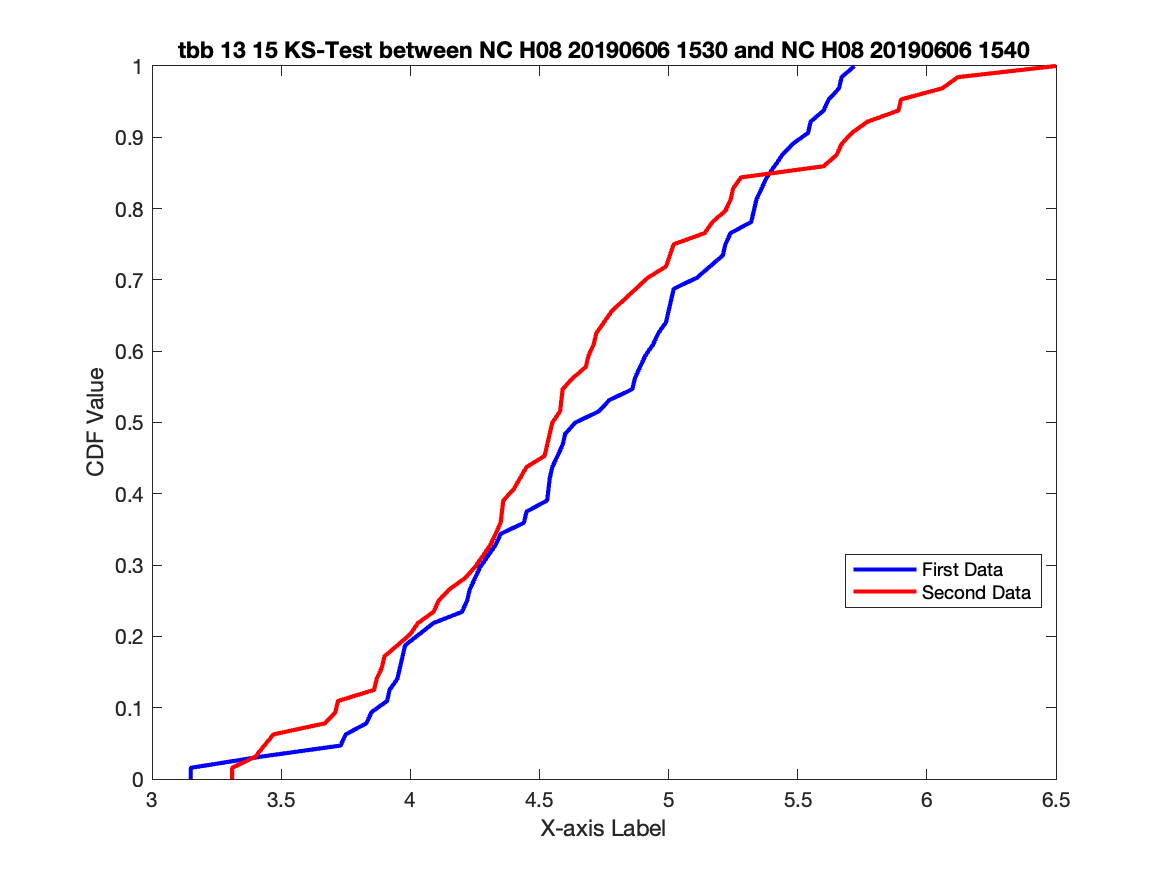 tbb 13 15 KS-Test between NC H08 20190606 1530 and NC H08 20190606 1540
1
0.9
0.8
0.7
0.6
0.5
0.4
0.3
0.2
0.1
0
CDF Value
First Data
Second Data
3 3.5 4 4.5 5 5.5 6 6.5
X-axis Label